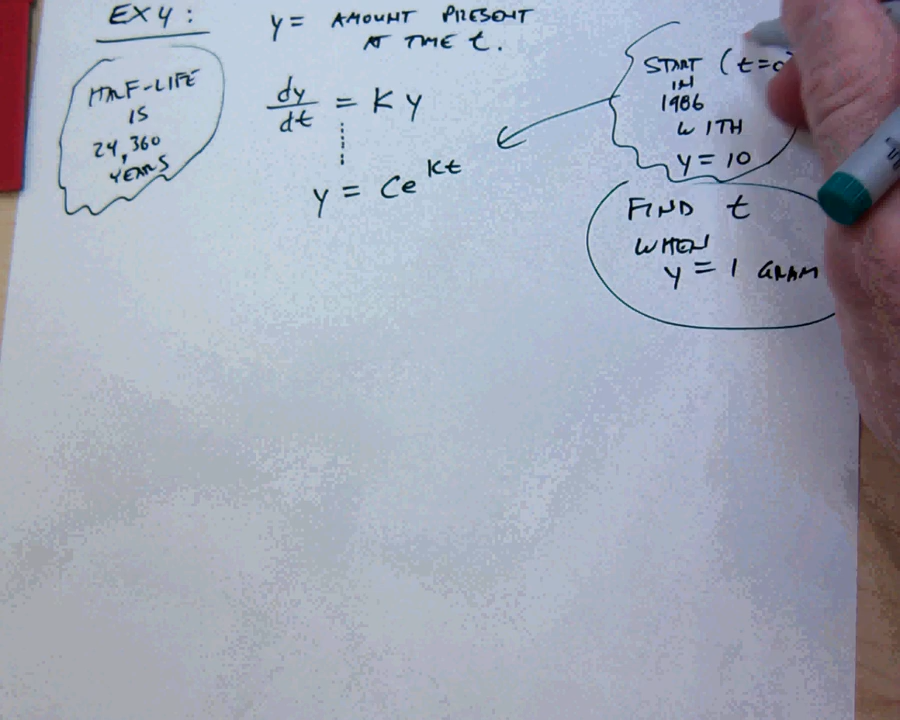 EX 4:
y = AMOUNT PRESENT
AT TIME t.
HALF-LIFE
IS
24,360
YEARS
dy/dt = Ky
y = Ce^Kt
START (t=0
IN
1986
WITH
y = 10
FIND t
WHEN
y = 1 GRAM